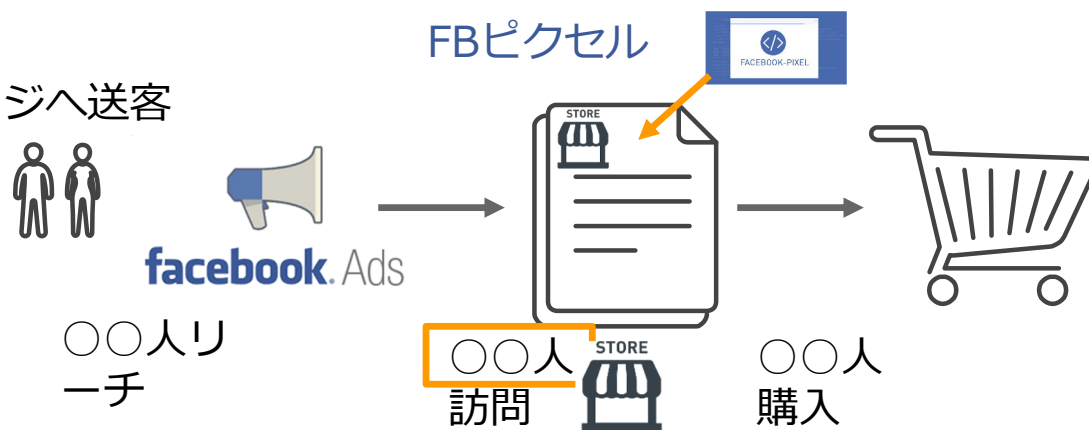 FBピクセル
</>
FACEBOOK-PIXEL
ジへ送客
STORE
facebook. Ads
○○人リ
ーチ
○○人
訪問
STORE
○○人
購入